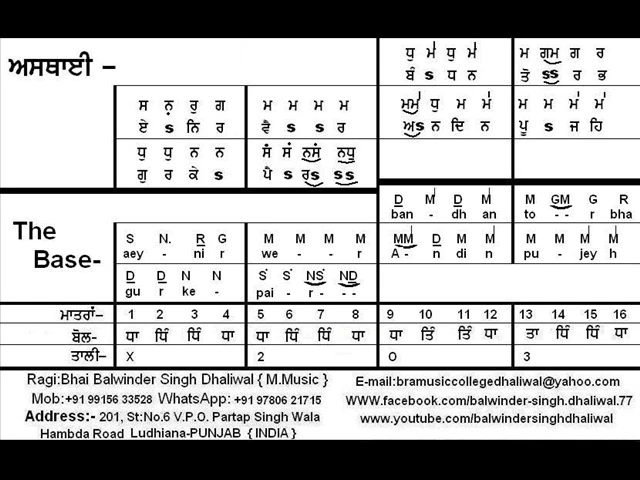 ਅਸਥਾਈ –
ਧੁ ਮੇ ਧੁ ਮੇ ਮ ਗਮ ਗ ਰ
ਬੰ s ਧ ਨ ਤੋ ss ਰ ਭ
ਸ ਨ਼ ਰੁ ਗ ਮ ਮ ਮ ਮ
ਏ s ਨਿ ਰ ਵੈ s s ਰ
ਧੁ ਧੁ ਨ ਨ ਸੰ ਸੰ ਨਸੰ ਨਧੁ
ਗੁ ਰ ਕੇ s ਪੈ s ਰs ss
ਅs ਨ ਦਿ ਨ ਪੂ s ਜ ਹਿ
The
Base-
D M D M M GM G R
ban - dh an to - - r bha
MM D M M M M M M
A - n di n pu - jey h
S N. R G M M M M
aey - ni r we - - r
D D N N S S NS ND
gu r ke - pai - r - - -
ਮਾਤਰਾਂ– 1 2 3 4 5 6 7 8 9 10 11 12 13 14 15 16
ਬੋਲ– ਧਾ ਧਿੰ ਧਿੰ ਧਾ ਧਾ ਧਿੰ ਧਿੰ ਧਾ ਧਾ ਤਿੰ ਤਿੰ ਧਾ ਤਾ ਧਿੰ ਧਿੰ ਧਾ
ਤਾਲੀ– X 2 O 3
Ragi:Bhai Balwinder Singh Dhaliwal { M.Music }
Mob:+91 99156 33528 WhatsApp: +91 97806 21715
Address:- 201, St:No.6 V.P.O. Partap Singh Wala
Hambda Road Ludhiana-PUNJAB { INDIA }
E-mail:bramusiccollegedhaliwal@yahoo.com
WWW.facebook.com/balwinder-singh.dhaliwal.77
www.youtube.com/balwindersinghdhaliwal